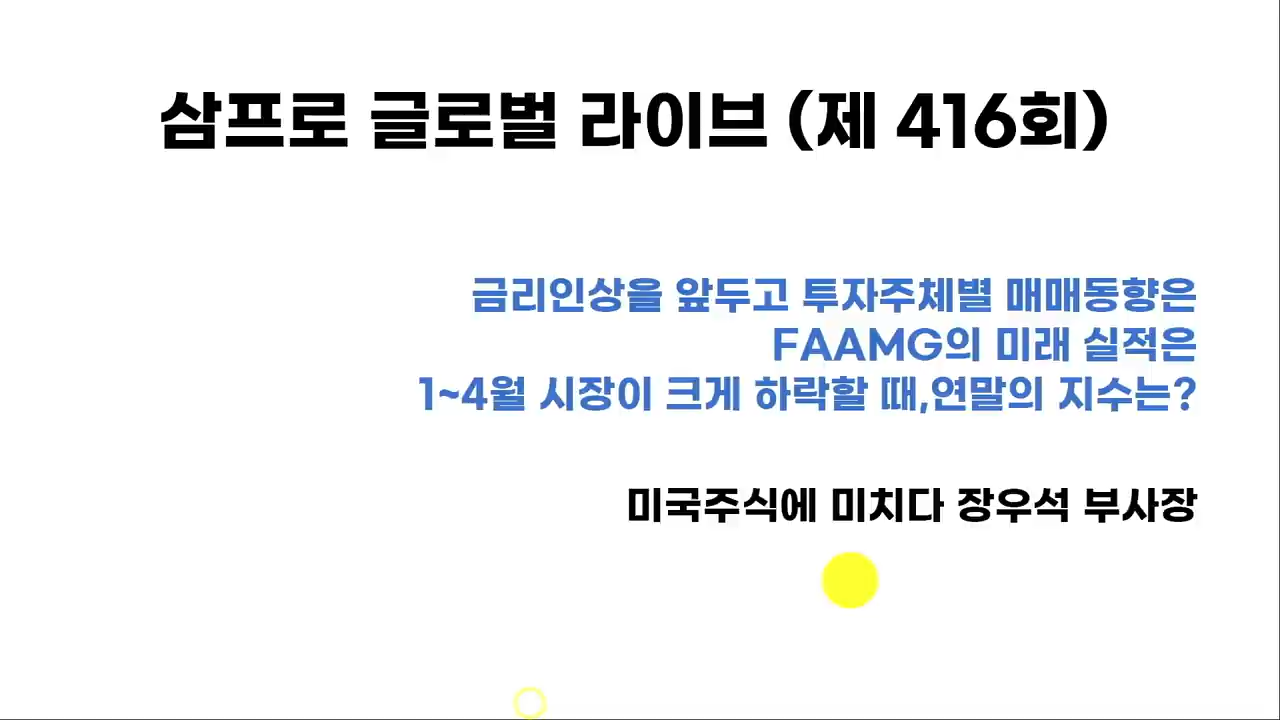 삼프로 글로벌 라이브 (제 416회)
금리인상을 앞두고 투자주체별 매매동향은
FAAMG의 미래 실적은
1~4월 시장이 크게 하락할 때,연말의 지수는?
미국주식에 미치다 장우석 부사장